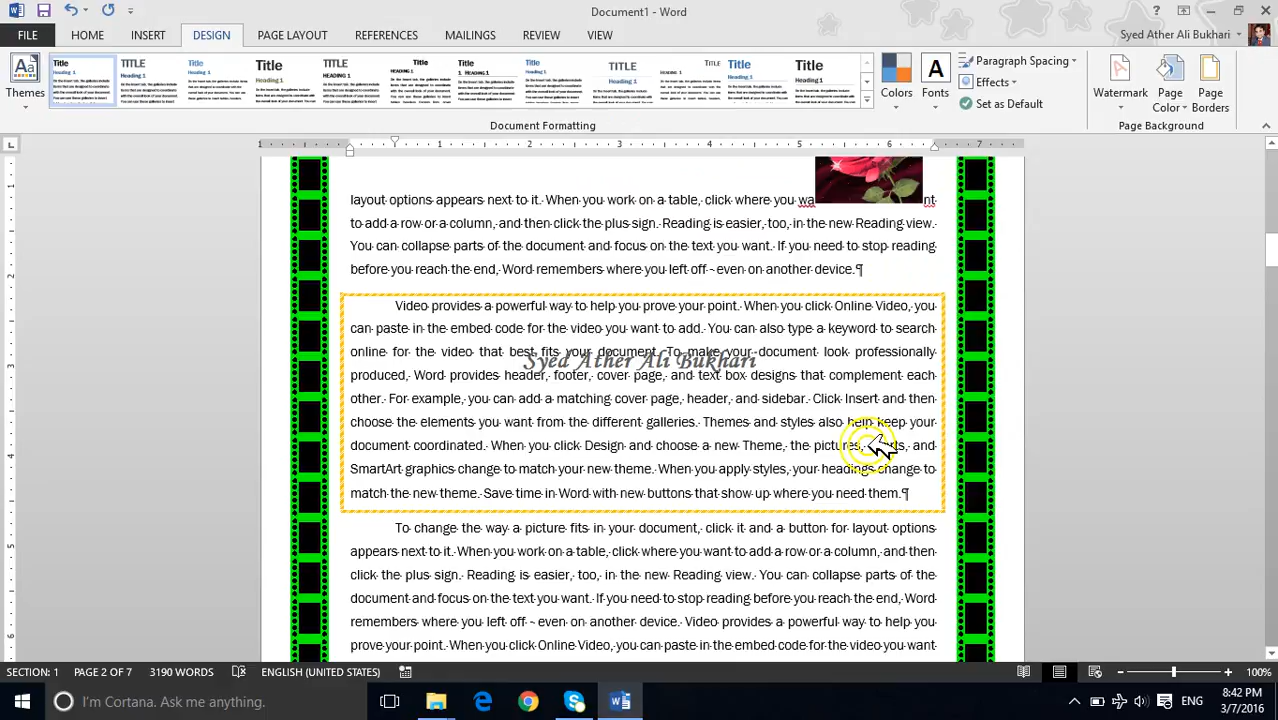 Document1 - Word
?
Syed Ather Ali Bukhari
FILE HOME INSERT DESIGN PAGE LAYOUT REFERENCES MAILINGS REVIEW VIEW
Themes
Title
Heading 1
TITLE
Heading 1
Title
Heading 1
Title
Heading 1
TITLE
Heading 1
Title
Heading 1
Title
Heading 1
Title
Heading 1
TITLE
Heading 1
TITLE
Heading 1
Title
Heading 1
Title
Heading 1
Colors
Fonts
Paragraph Spacing
Effects
Set as Default
Watermark
Page Color
Page Borders
Document Formatting
Page Background
1 1 2 3 4 5 6 7
layout options appears next to it. When you work on a table, click where you wa nt
to add a row or a column, and then click the plus sign. Reading is easier, too, in the new Reading view.
You can collapse parts of the document and focus on the text you want. If you need to stop reading
before you reach the end, Word remembers where you left off - even on another device.¶
Video provides a powerful way to help you prove your point. When you click Online Video, you
can paste in the embed code for the video you want to add. You can also type a keyword to search
online for the video that best fits your document. To make your document look professionally
Syed Ather Ali Bukhari
produced, Word provides header, footer, cover page, and text box designs that complement each
other. For example, you can add a matching cover page, header, and sidebar. Click Insert and then
choose the elements you want from the different galleries. Themes and styles also help keep your
document coordinated. When you click Design and choose a new Theme, the pictures, and
SmartArt graphics change to match your new theme. When you apply styles, your headings change to
match the new theme. Save time in Word with new buttons that show up where you need them.¶
To change the way a picture fits in your document, click it and a button for layout options
appears next to it. When you work on a table, click where you want to add a row or a column, and then
click the plus sign. Reading is easier, too, in the new Reading view. You can collapse parts of the
document and focus on the text you want. If you need to stop reading before you reach the end, Word
remembers where you left off - even on another device. Video provides a powerful way to help you
prove your point. When you click Online Video, you can paste in the embed code for the video you want
1
2
3
4
5
6
SECTION: 1 PAGE 2 OF 7 3190 WORDS ENGLISH (UNITED STATES) 100%
I'm Cortana. Ask me anything.
ENG
8:42 PM
3/7/2016